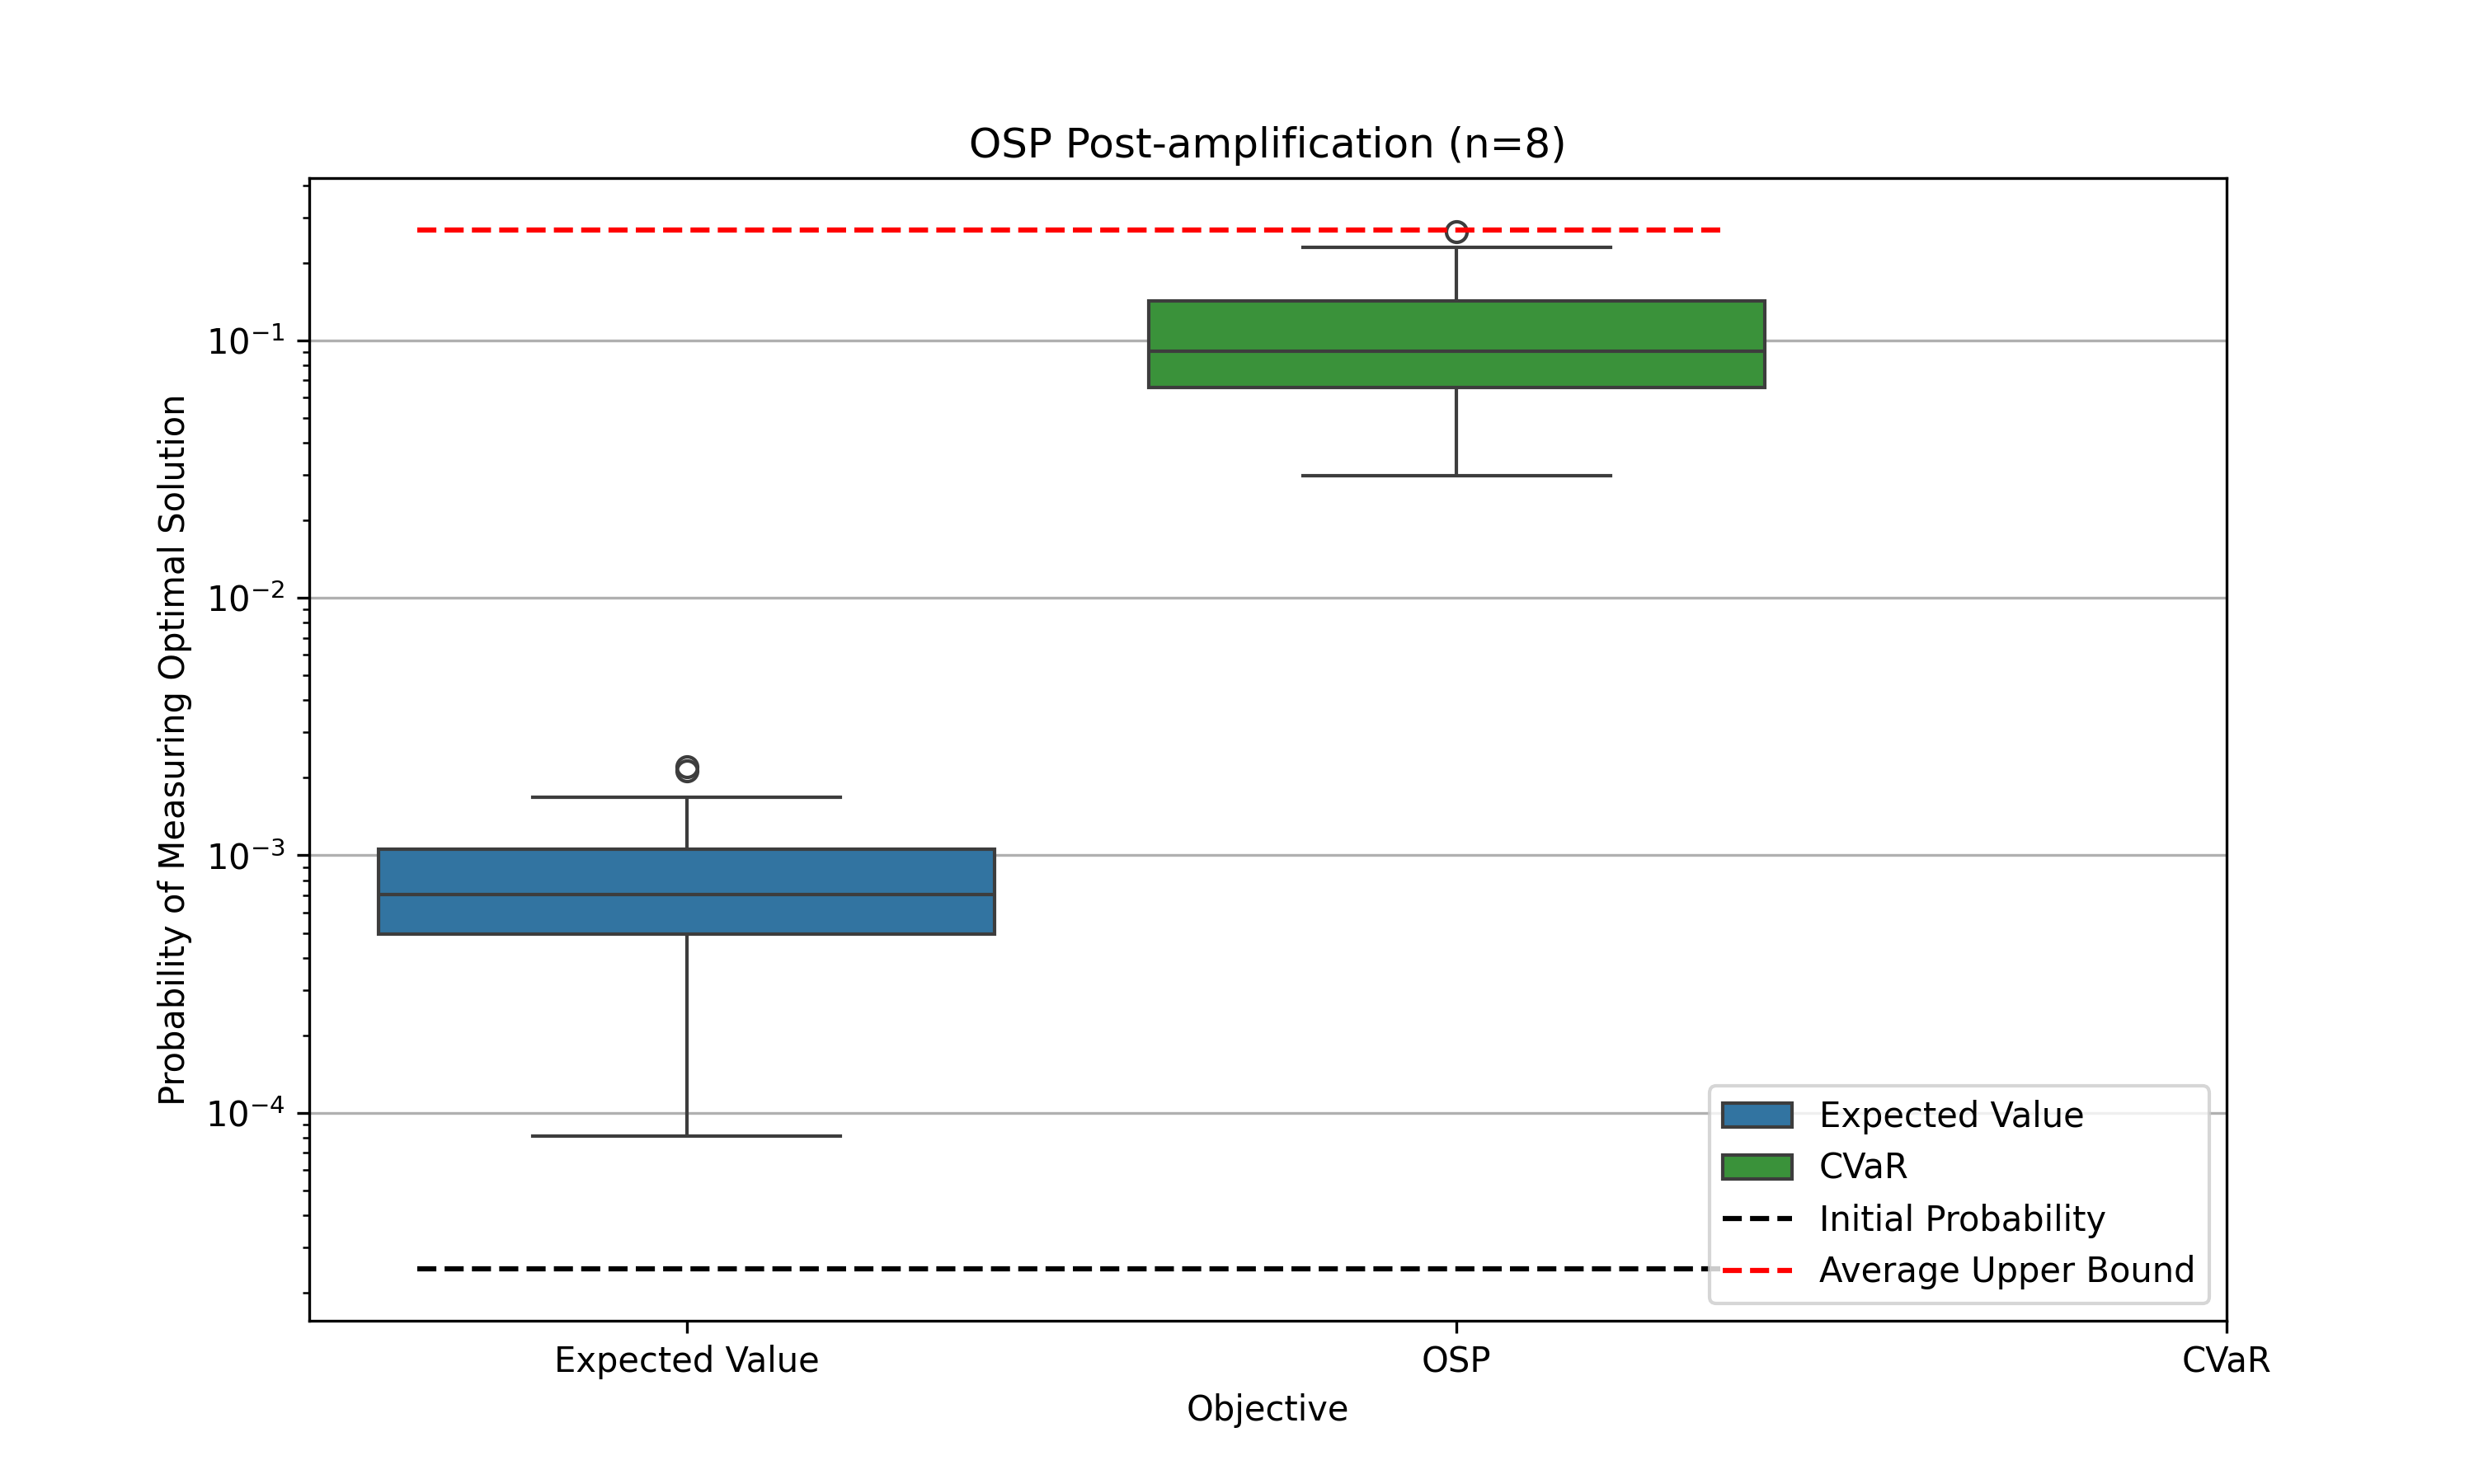 OSP Post-amplification (n=8)
Probability of Measuring Optimal Solution
10⁻¹
10⁻²
10⁻³
10⁻⁴
Expected Value
CVaR
Initial Probability
Average Upper Bound
Expected Value OSP CVaR
Objective